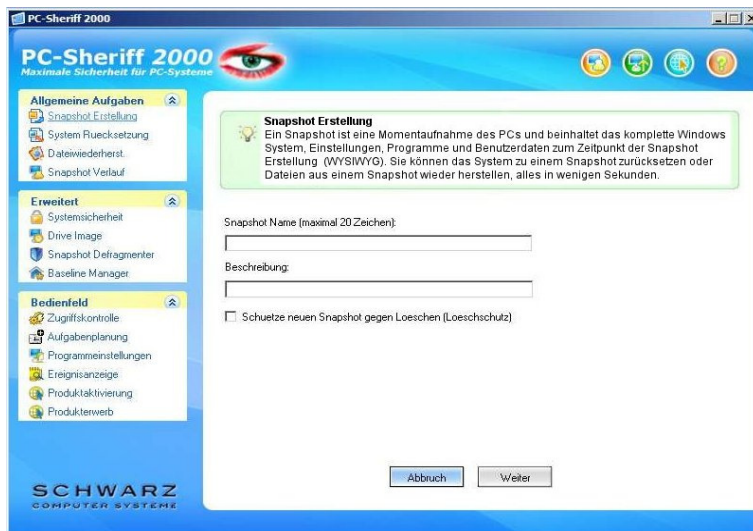 PC-Sheriff 2000
PC-Sheriff 2000
Maximale Sicherheit für PC-Systeme
Allgemeine Aufgaben
Snapshot Erstellung
System Ruecksetzung
Dateiwiederherst.
Snapshot Verlauf
Erweitert
Systemsicherheit
Drive Image
Snapshot Defragmenter
Baseline Manager
Bedienfeld
Zugriffskontrolle
Aufgabenplanung
Programmeinstellungen
Ereignisanzeige
Produktaktivierung
Produkterwerb
SCHWARZ
COMPUTER SYSTEME
Snapshot Erstellung
Ein Snapshot ist eine Momentaufnahme des PCs und beinhaltet das komplette Windows
System, Einstellungen, Programme und Benutzerdaten zum Zeitpunkt der Snapshot
Erstellung (WYSIWYG). Sie können das System zu einem Snapshot zurücksetzen oder
Dateien aus einem Snapshot wieder herstellen, alles in wenigen Sekunden.
Snapshot Name (maximal 20 Zeichen):
Beschreibung:
Schuetze neuen Snapshot gegen Loeschen (Loeschschutz)
Abbruch
Weiter